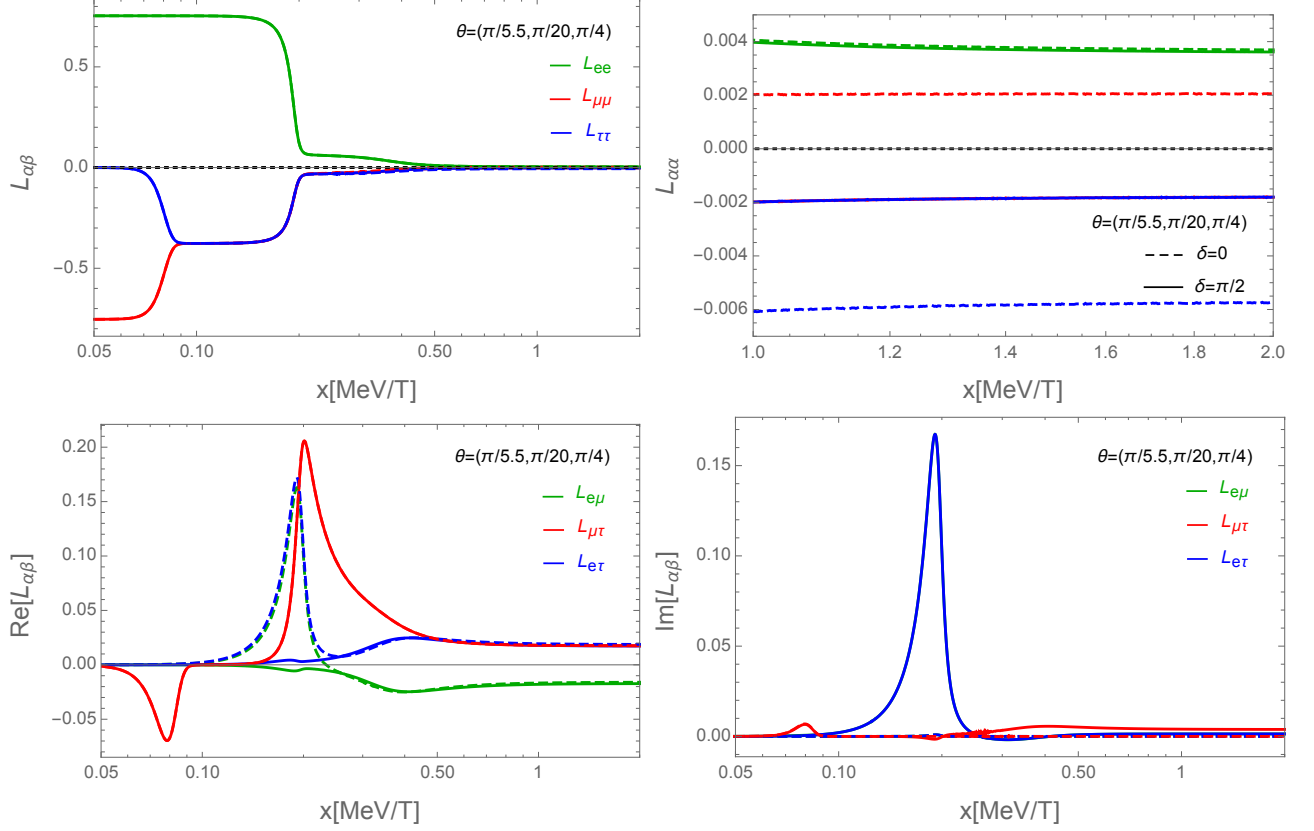 θ=(π/5.5,π/20,π/4)
L_ee
L_μμ
L_ττ
L_αβ
0.5
0.0
−0.5
0.05 0.10 0.50 1
x[MeV/T]
0.004
0.002
0.000
−0.002
−0.004
−0.006
L_αα
θ=(π/5.5,π/20,π/4)
δ=0
δ=π/2
1.0 1.2 1.4 1.6 1.8 2.0
x[MeV/T]
0.20
0.15
0.10
0.05
0.00
−0.05
Re[L_αβ]
θ=(π/5.5,π/20,π/4)
L_eμ
L_μτ
L_eτ
0.05 0.10 0.50 1
x[MeV/T]
0.15
0.10
0.05
0.00
Im[L_αβ]
θ=(π/5.5,π/20,π/4)
L_eμ
L_μτ
L_eτ
0.05 0.10 0.50 1
x[MeV/T]